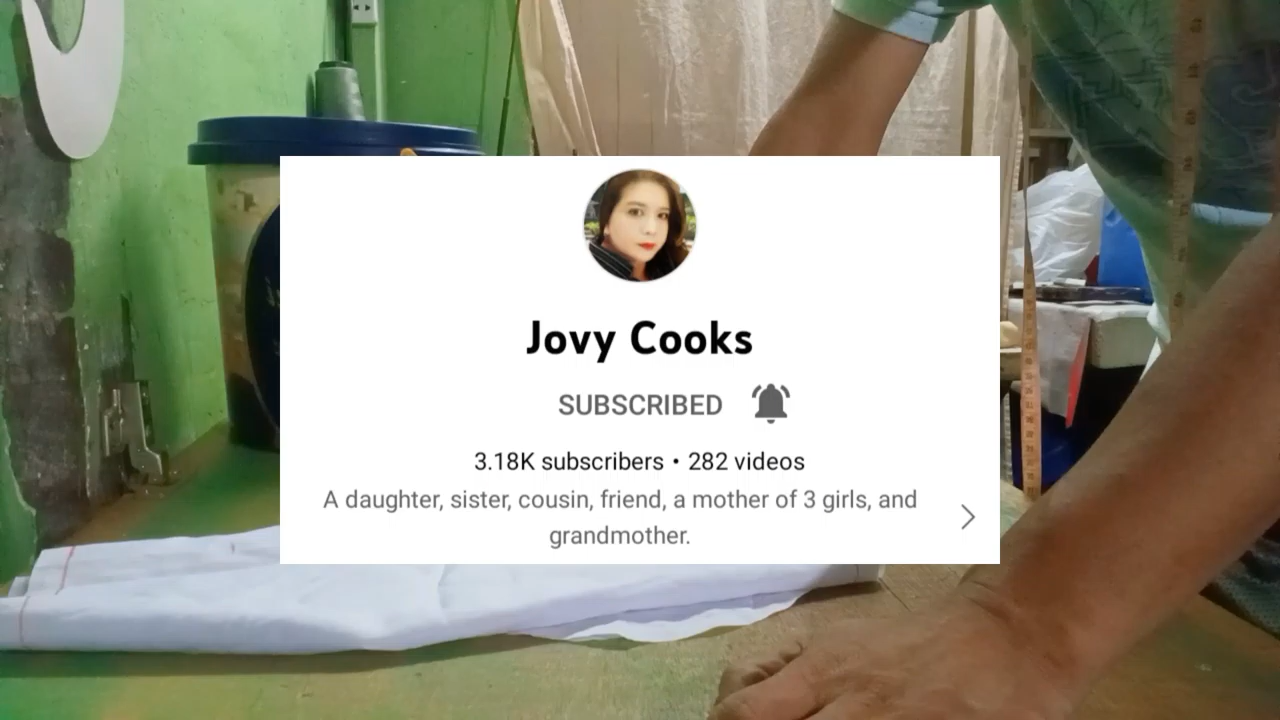 Jovy Cooks
SUBSCRIBED
3.18K subscribers • 282 videos
A daughter, sister, cousin, friend, a mother of 3 girls, and
grandmother.